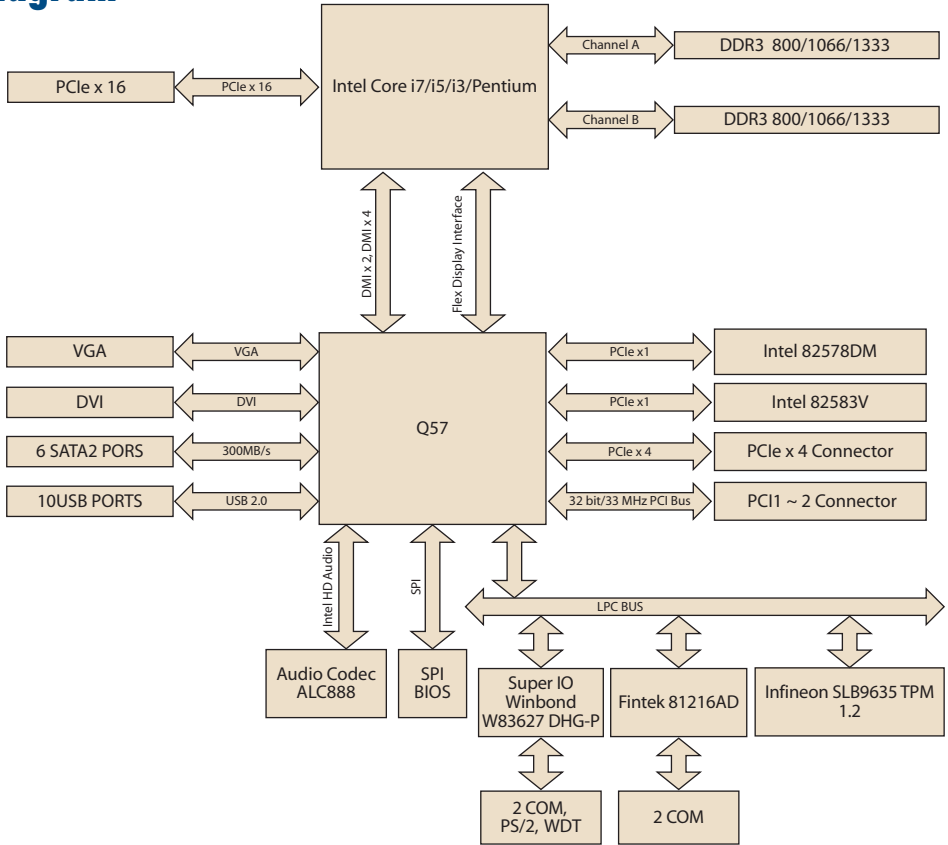 PCIe x 16
PCIe x 16
Intel Core i7/i5/i3/Pentium
Channel A
DDR3 800/1066/1333
Channel B
DDR3 800/1066/1333
DMI x 2, DMI x 4
Flex Display Interface
VGA
VGA
DVI
DVI
6 SATA2 PORS
300MB/s
10USB PORTS
USB 2.0
Q57
PCIe x1
Intel 82578DM
PCIe x1
Intel 82583V
PCIe x 4
PCIe x 4 Connector
32 bit/33 MHz PCI Bus
PCI1 ~ 2 Connector
Intel HD Audio
SPI
LPC BUS
Audio Codec
ALC888
SPI
BIOS
Super IO
Winbond
W83627 DHG-P
Fintek 81216AD
Infineon SLB9635 TPM
1.2
2 COM,
PS/2, WDT
2 COM